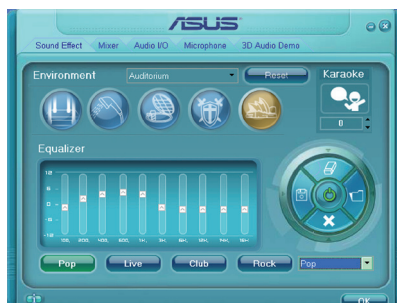 ASUS
Sound Effect Mixer Audio I/O Microphone 3D Audio Demo
Environment Auditorium Reset Karaoke
0
Equalizer
Pop Live Club Rock Pop
OK